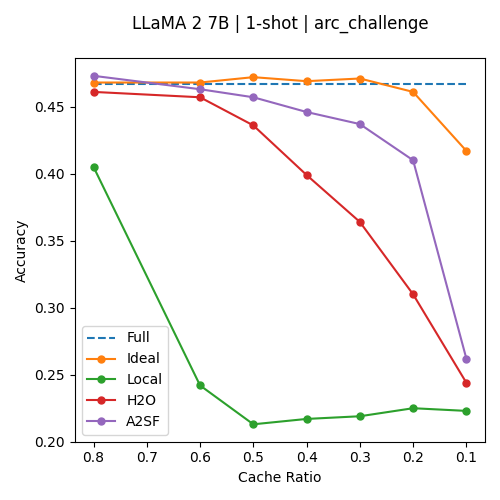 LLaMA 2 7B | 1-shot | arc_challenge
Accuracy
0.45
0.40
0.35
0.30
0.25
0.20
Full
Ideal
Local
H2O
A2SF
0.8 0.7 0.6 0.5 0.4 0.3 0.2 0.1
Cache Ratio